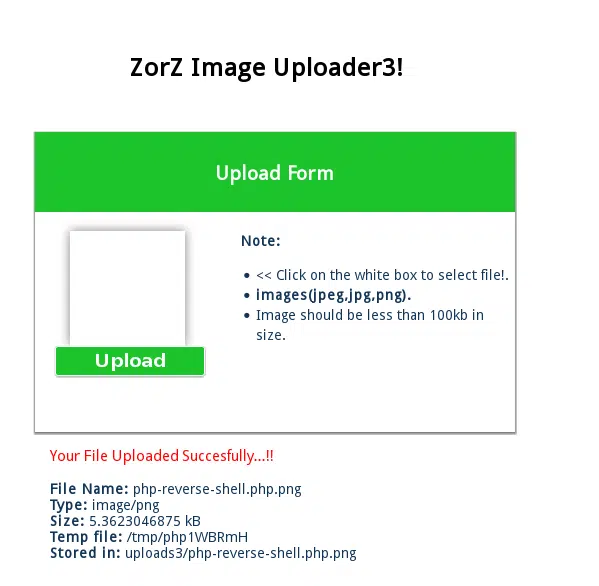 ZorZ Image Uploader3!
Upload Form
Note:
<< Click on the white box to select file!.
images(jpeg,jpg,png).
Image should be less than 100kb in
size.
Upload
Your File Uploaded Succesfully...!!
File Name: php-reverse-shell.php.png
Type: image/png
Size: 5.3623046875 kB
Temp file: /tmp/php1WBRmH
Stored in: uploads3/php-reverse-shell.php.png